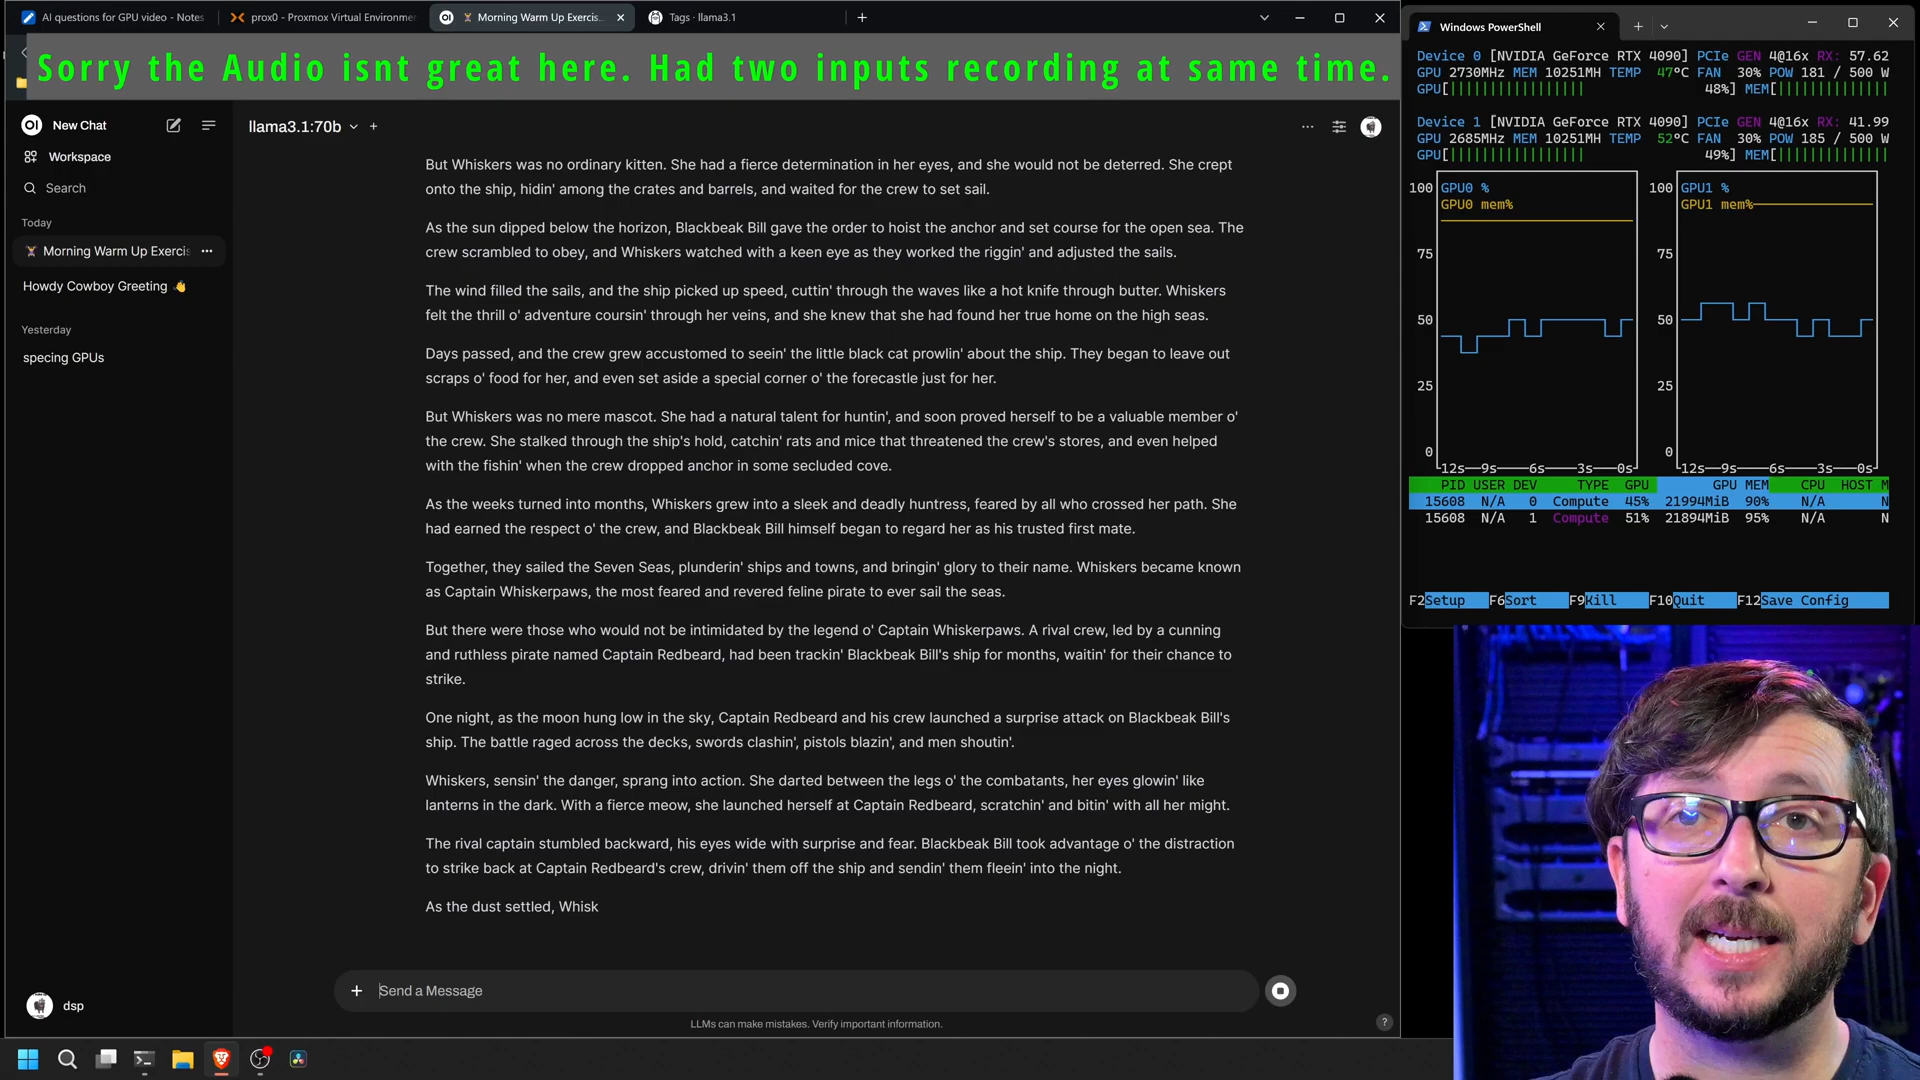 AI questions for GPU video - Notes
prox0 - Proxmox Virtual Environme
Morning Warm Up Exercis
Tags · llama3.1
Sorry the Audio isnt great here. Had two inputs recording at same time.
New Chat
Workspace
Search
Today
Morning Warm Up Exercis
Howdy Cowboy Greeting 👋
Yesterday
specing GPUs
dsp
llama3.1:70b
But Whiskers was no ordinary kitten. She had a fierce determination in her eyes, and she would not be deterred. She crept
onto the ship, hidin' among the crates and barrels, and waited for the crew to set sail.
As the sun dipped below the horizon, Blackbeak Bill gave the order to hoist the anchor and set course for the open sea. The
crew scrambled to obey, and Whiskers watched with a keen eye as they worked the riggin' and adjusted the sails.
The wind filled the sails, and the ship picked up speed, cuttin' through the waves like a hot knife through butter. Whiskers
felt the thrill o' adventure coursin' through her veins, and she knew that she had found her true home on the high seas.
Days passed, and the crew grew accustomed to seein' the little black cat prowlin' about the ship. They began to leave out
scraps o' food for her, and even set aside a special corner o' the forecastle just for her.
But Whiskers was no mere mascot. She had a natural talent for huntin', and soon proved herself to be a valuable member o'
the crew. She stalked through the ship's hold, catchin' rats and mice that threatened the crew's stores, and even helped
with the fishin' when the crew dropped anchor in some secluded cove.
As the weeks turned into months, Whiskers grew into a sleek and deadly huntress, feared by all who crossed her path. She
had earned the respect o' the crew, and Blackbeak Bill himself began to regard her as his trusted first mate.
Together, they sailed the Seven Seas, plunderin' ships and towns, and bringin' glory to their name. Whiskers became known
as Captain Whiskerpaws, the most feared and revered feline pirate to ever sail the seas.
But there were those who would not be intimidated by the legend o' Captain Whiskerpaws. A rival crew, led by a cunning
and ruthless pirate named Captain Redbeard, had been trackin' Blackbeak Bill's ship for months, waitin' for their chance to
strike.
One night, as the moon hung low in the sky, Captain Redbeard and his crew launched a surprise attack on Blackbeak Bill's
ship. The battle raged across the decks, swords clashin', pistols blazin', and men shoutin'.
Whiskers, sensin' the danger, sprang into action. She darted between the legs o' the combatants, her eyes glowin' like
lanterns in the dark. With a fierce meow, she launched herself at Captain Redbeard, scratchin' and bitin' with all her might.
The rival captain stumbled backward, his eyes wide with surprise and fear. Blackbeak Bill took advantage o' the distraction
to strike back at Captain Redbeard's crew, drivin' them off the ship and sendin' them fleein' into the night.
As the dust settled, Whisk
Send a Message
LLMs can make mistakes. Verify important information.
?
Windows PowerShell
Device 0 [NVIDIA GeForce RTX 4090] PCIe GEN 4@16x RX: 57.62
GPU 2730MHz MEM 10251MH TEMP 47°C FAN 30% POW 181 / 500 W
GPU[ 48%] MEM[
Device 1 [NVIDIA GeForce RTX 4090] PCIe GEN 4@16x RX: 41.99
GPU 2685MHz MEM 10251MH TEMP 52°C FAN 30% POW 185 / 500 W
GPU[ 49%] MEM[
100 GPU0 % 100 GPU1 %
GPU0 mem% GPU1 mem%
75 75
50 50
25 25
0 0
12s 9s 6s 3s 0s 12s 9s 6s 3s 0s
PID USER DEV TYPE GPU GPU MEM CPU HOST M
15608 N/A 0 Compute 45% 21994MiB 90% N/A N
15608 N/A 1 Compute 51% 21894MiB 95% N/A N
F2Setup F6Sort F9Kill F10Quit F12Save Config